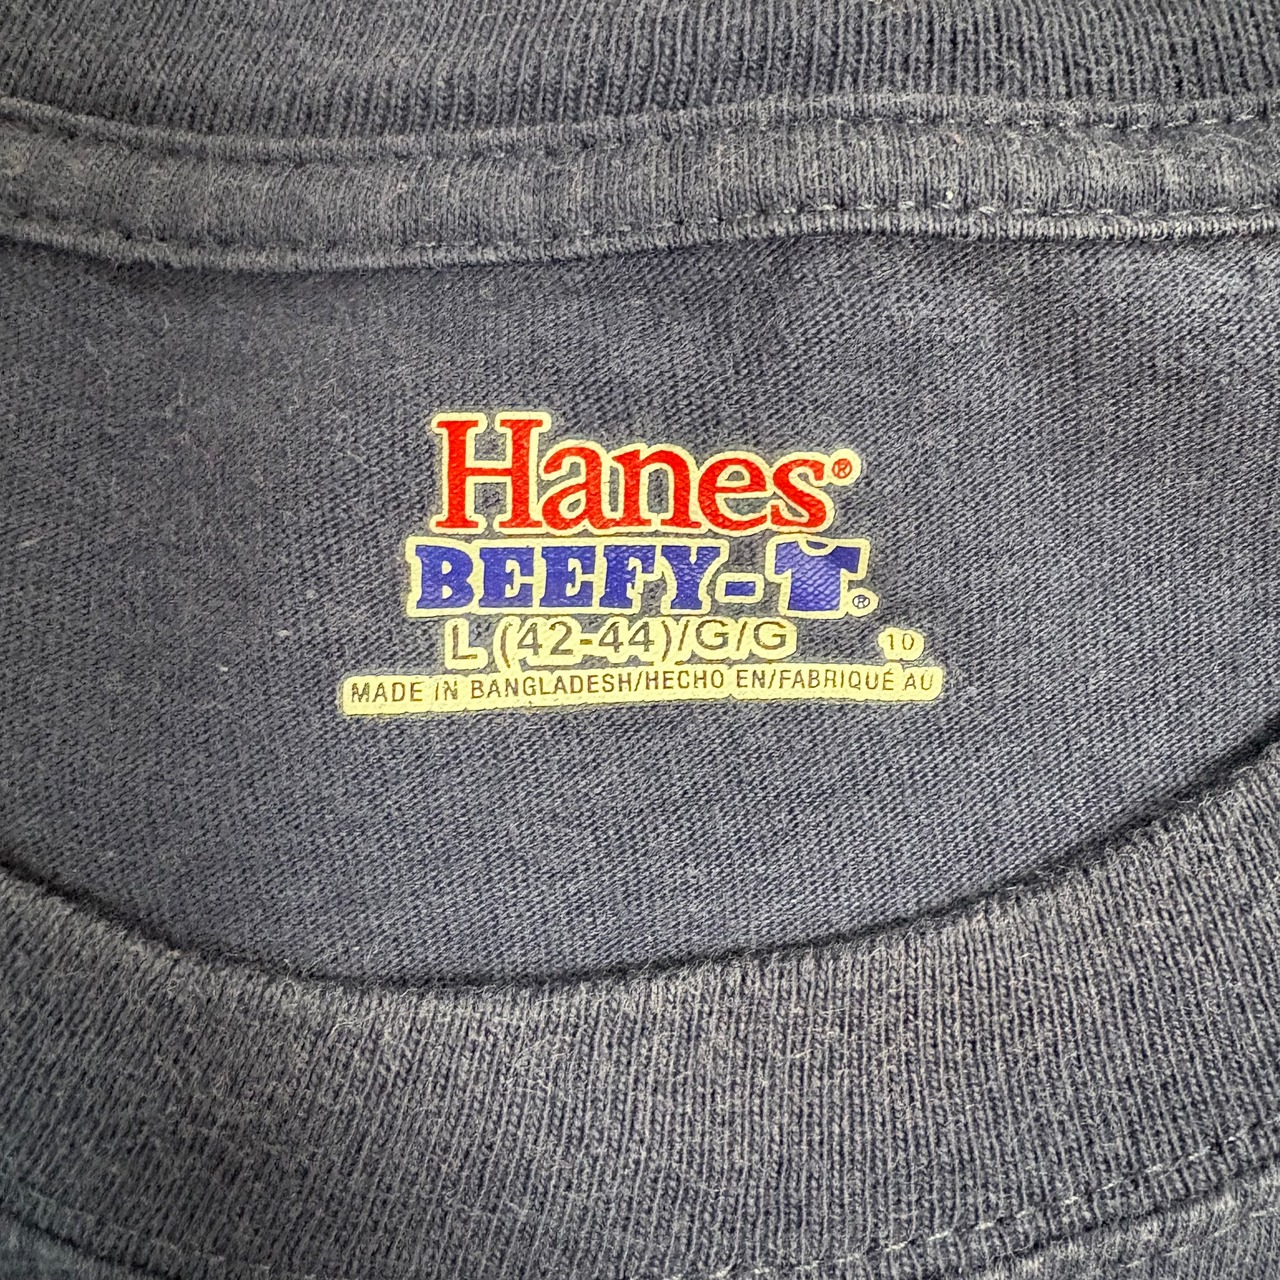 Hanes®
BEEFY-T®
L (42-44)/G/G 10
MADE IN BANGLADESH/HECHO EN/FABRIQUÉ AU